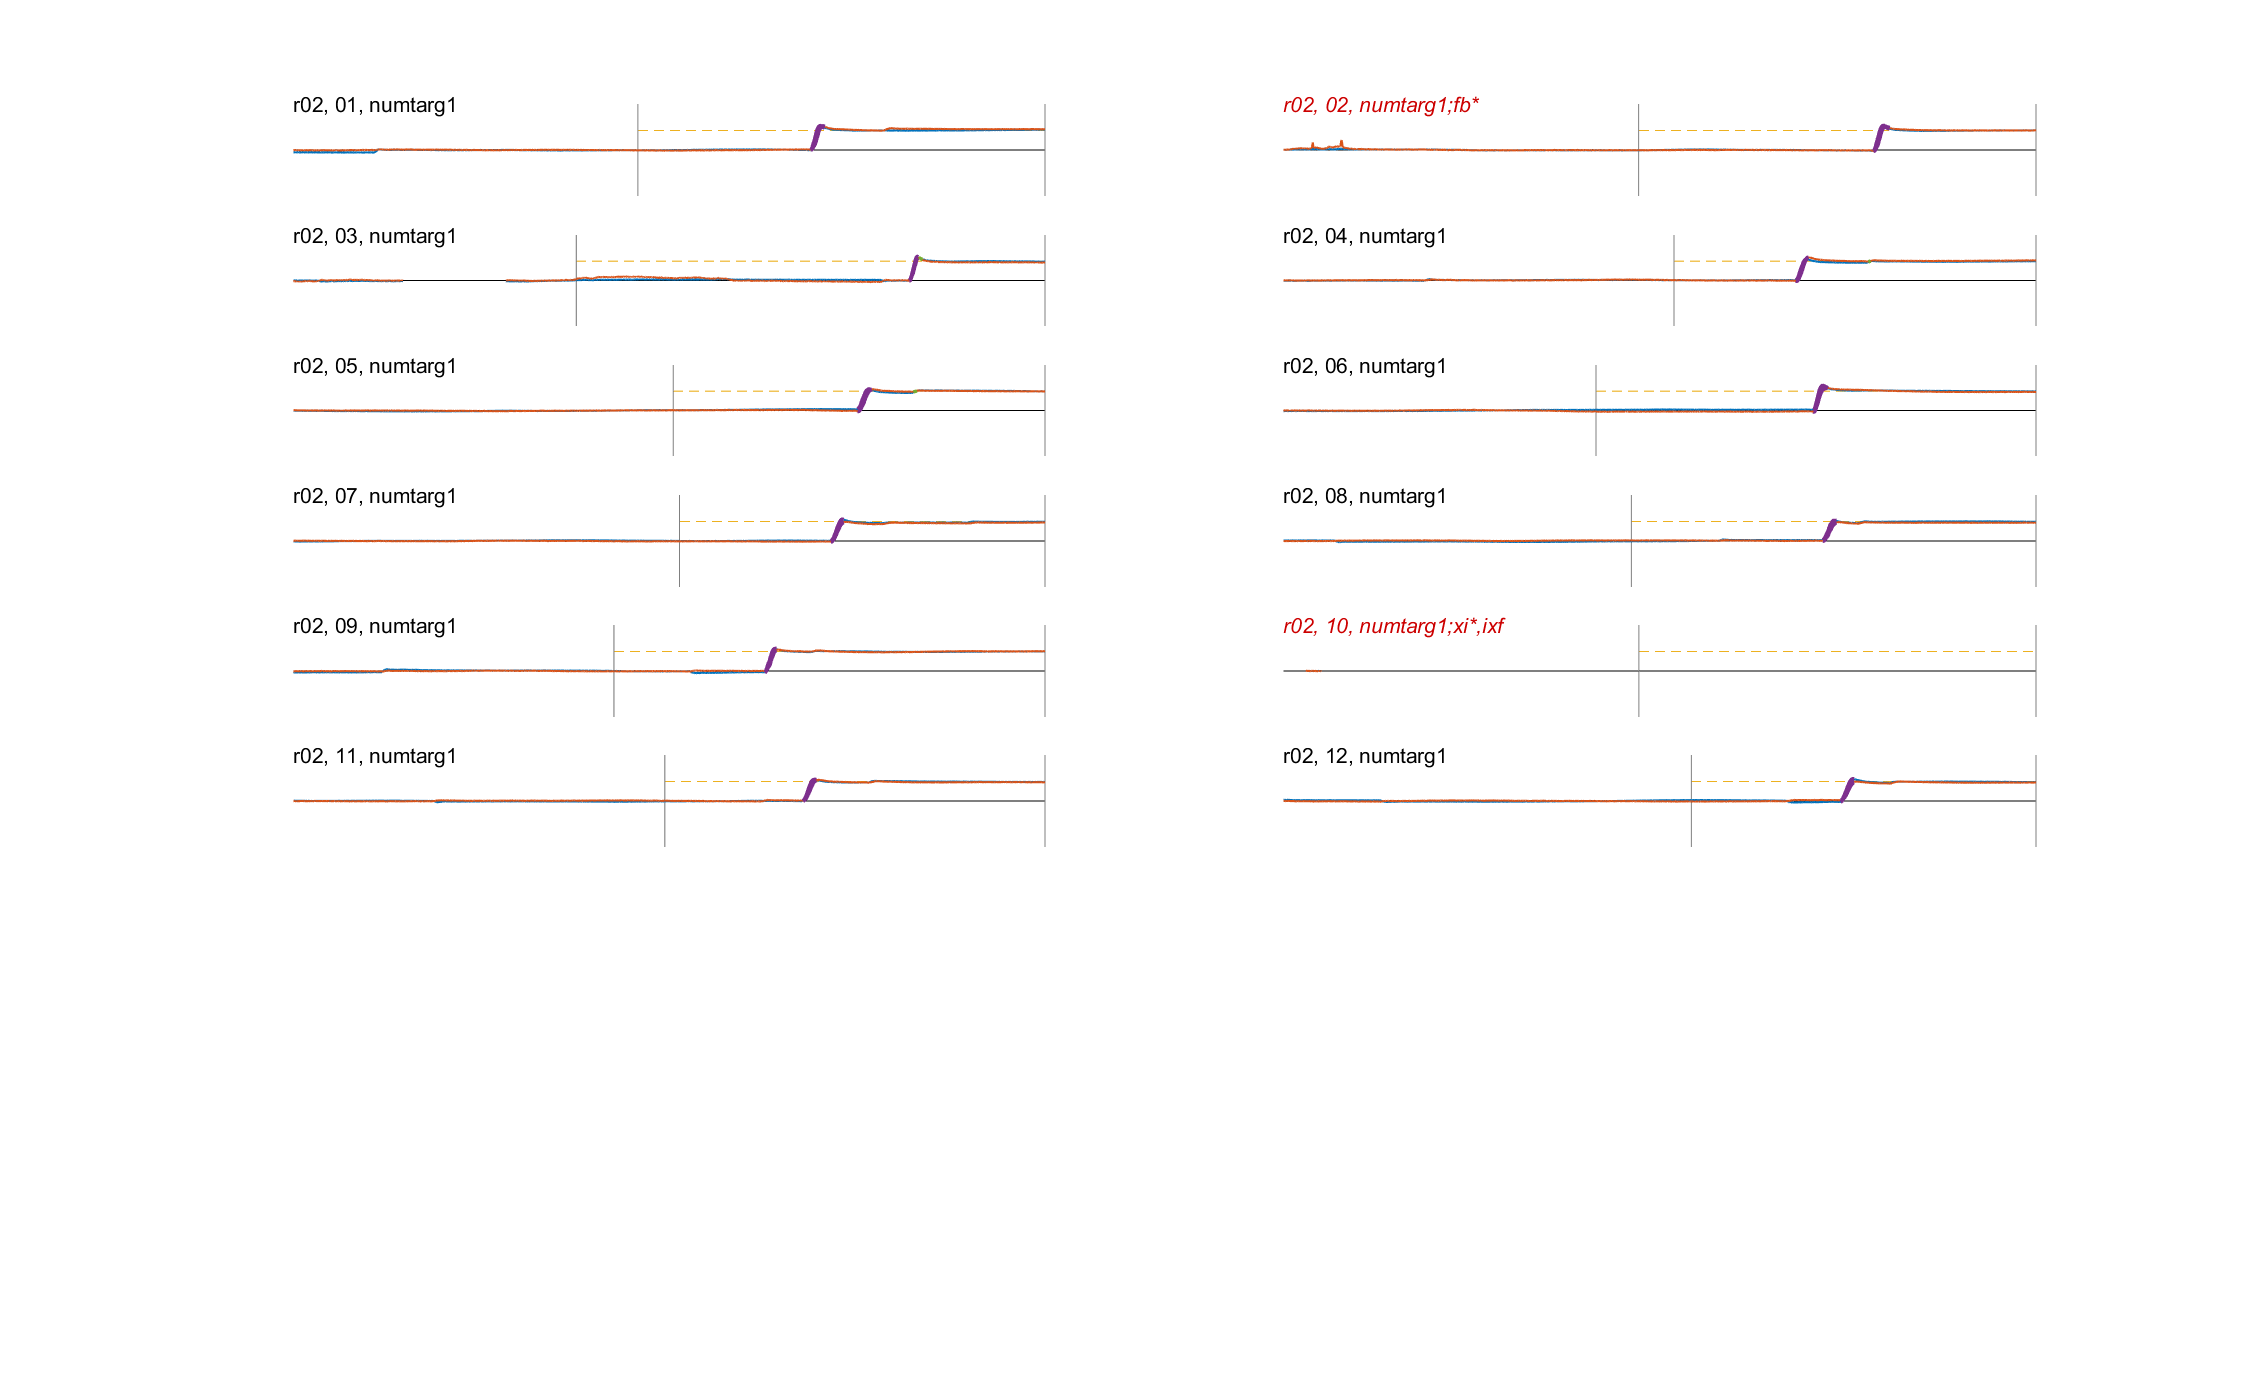 r02, 01, numtarg1
r02, 02, numtarg1;fb*
r02, 03, numtarg1
r02, 04, numtarg1
r02, 05, numtarg1
r02, 06, numtarg1
r02, 07, numtarg1
r02, 08, numtarg1
r02, 09, numtarg1
r02, 10, numtarg1;xi*,ixf
r02, 11, numtarg1
r02, 12, numtarg1